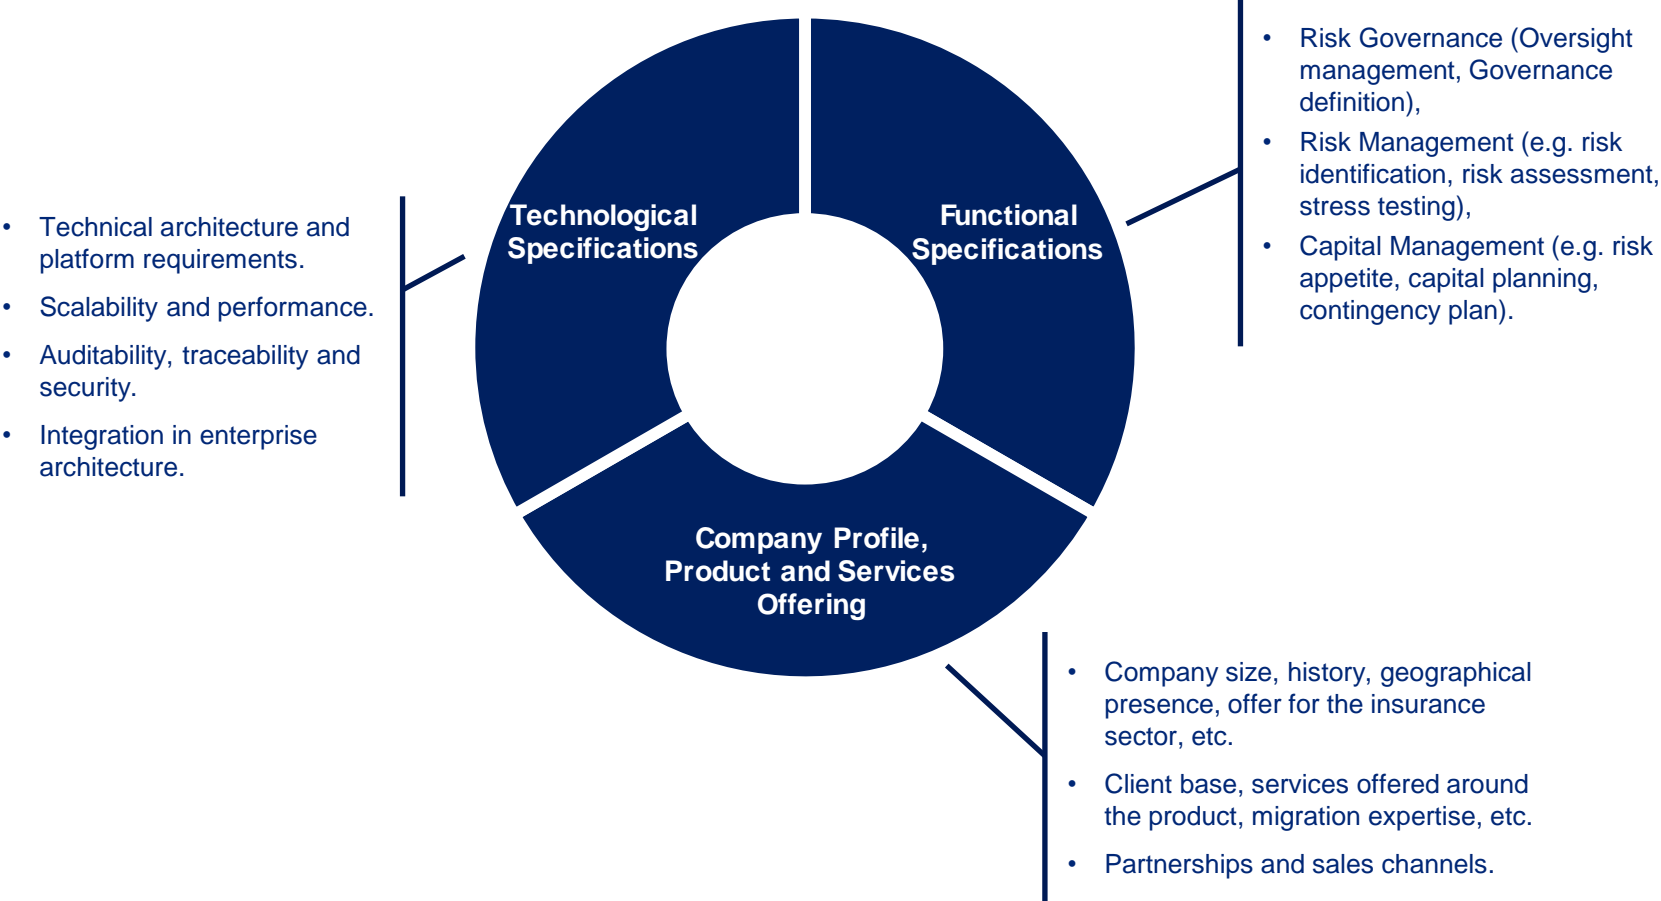 • Risk Governance (Oversight
management, Governance
definition),
• Risk Management (e.g. risk
identification, risk assessment,
stress testing),
• Capital Management (e.g. risk
appetite, capital planning,
contingency plan).
Technological
Specifications
Functional
Specifications
• Technical architecture and
platform requirements.
• Scalability and performance.
• Auditability, traceability and
security.
• Integration in enterprise
architecture.
Company Profile,
Product and Services
Offering
• Company size, history, geographical
presence, offer for the insurance
sector, etc.
• Client base, services offered around
the product, migration expertise, etc.
• Partnerships and sales channels.